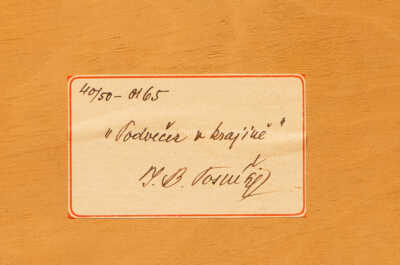 40/50-0165
„Podvečer v krajině"
J. B.